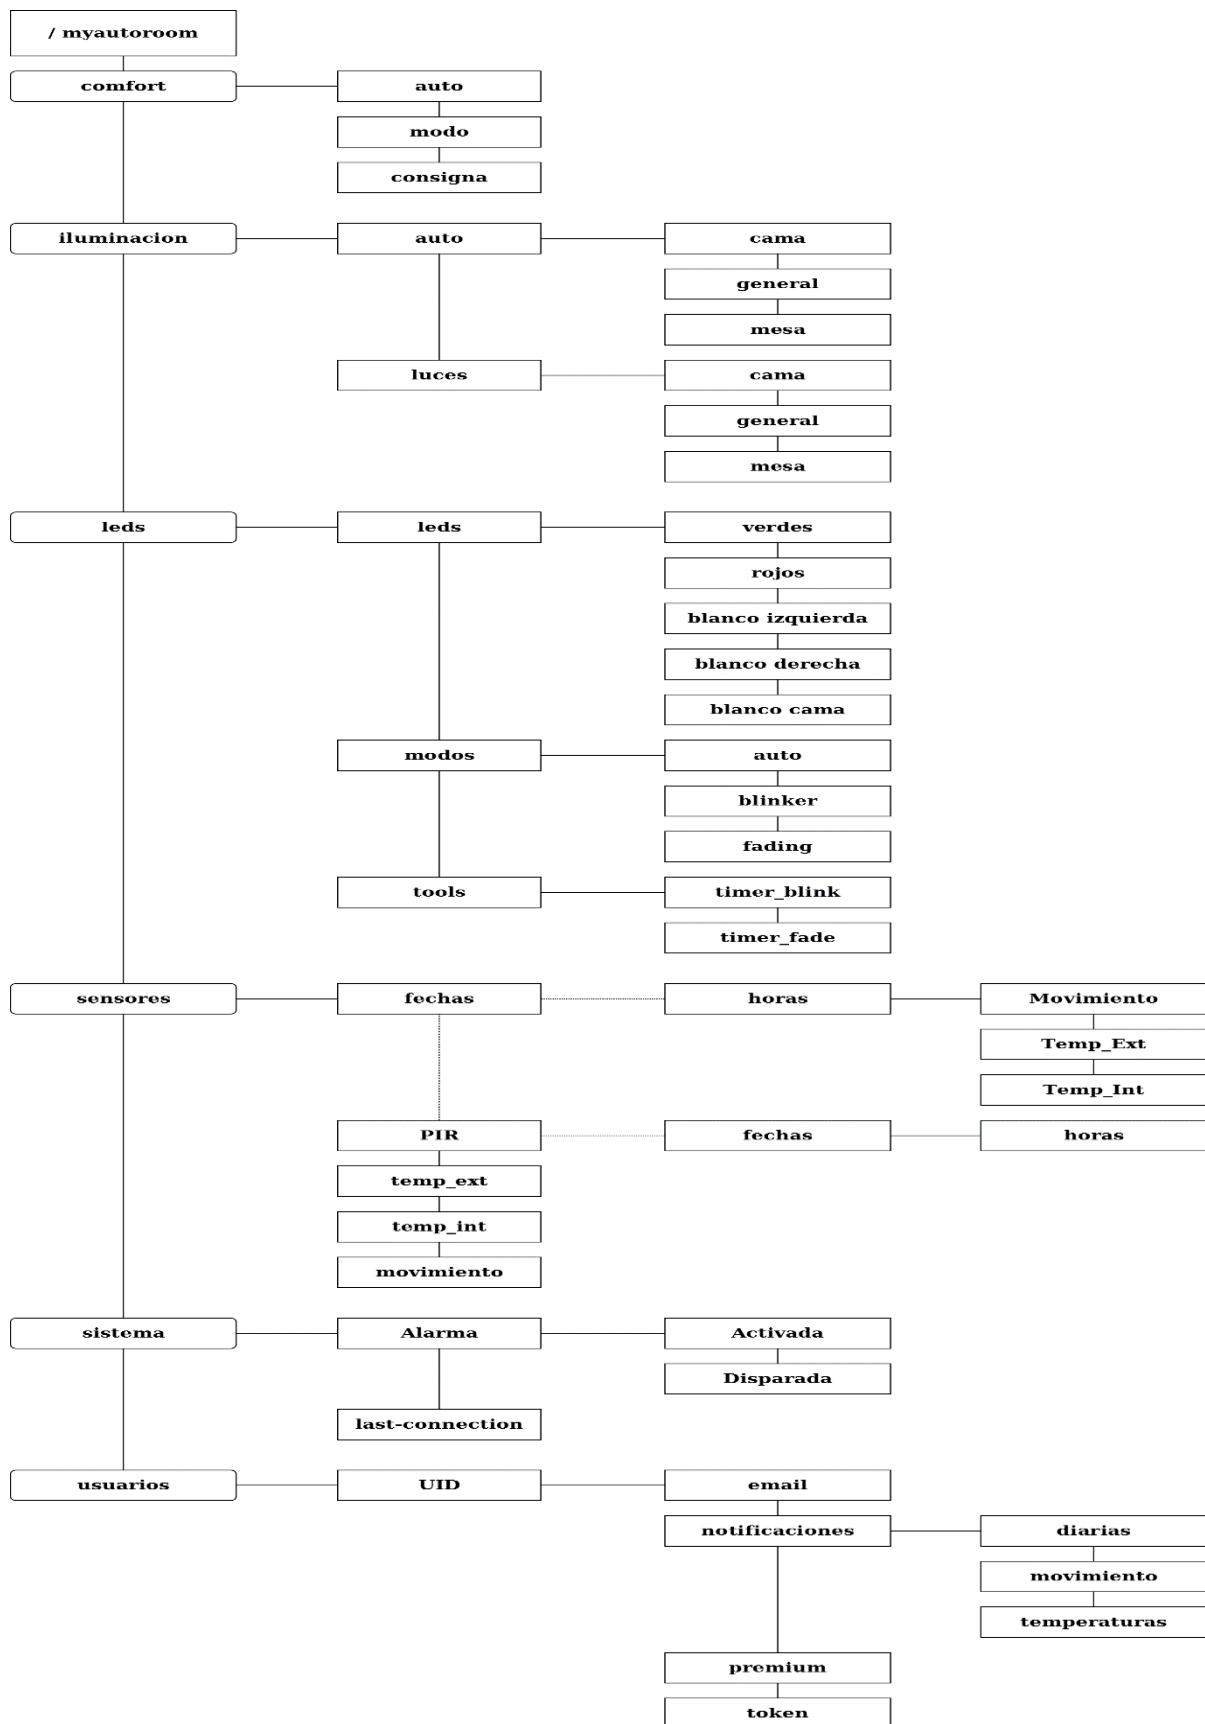 / myautoroom
comfort auto
modo
consigna
iluminacion auto cama
general
mesa
luces cama
general
mesa
leds leds verdes
rojos
blanco izquierda
blanco derecha
blanco cama
modos auto
blinker
fading
tools timer_blink
timer_fade
sensores fechas horas Movimiento
Temp_Ext
Temp_Int
PIR fechas horas
temp_ext
temp_int
movimiento
sistema Alarma Activada
Disparada
last-connection
usuarios UID email
notificaciones diarias
movimiento
temperaturas
premium
token